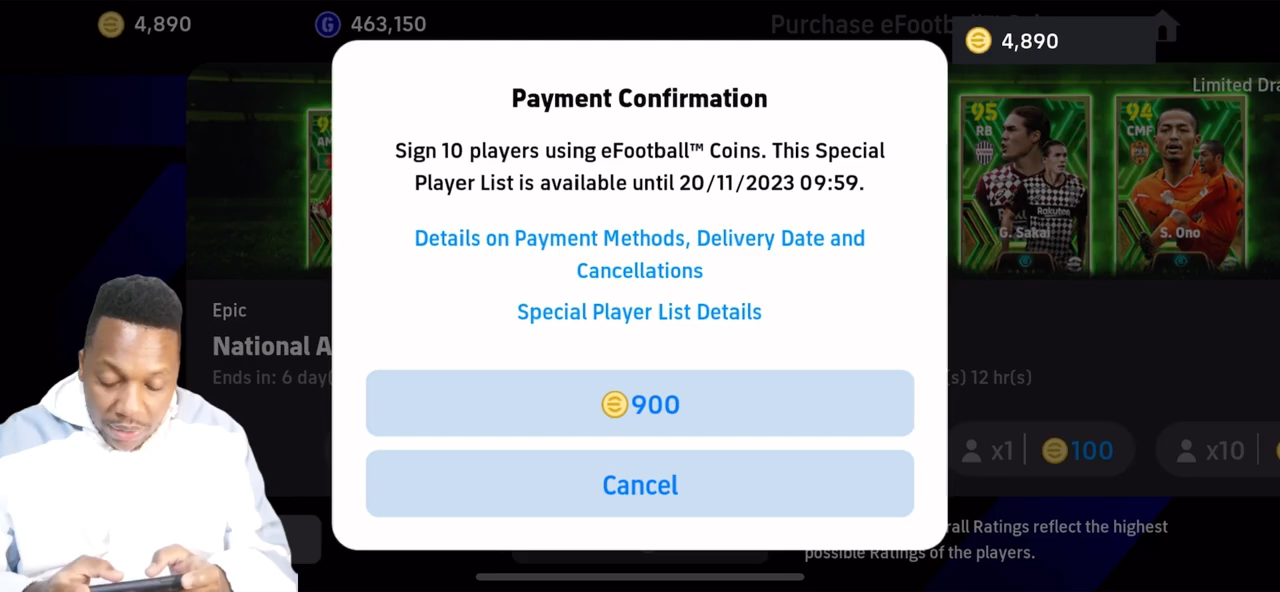 4,890
463,150
Purchase eFootb
4,890
Limited Dra
Payment Confirmation
Sign 10 players using eFootball™ Coins. This Special
Player List is available until 20/11/2023 09:59.
Details on Payment Methods, Delivery Date and
Cancellations
Special Player List Details
900
Cancel
95
RB
Rakuten
G. Sakai
94
CMF
S. Ono
Epic
National A
Ends in: 6 day(
s) 12 hr(s)
x1
100
x10
rall Ratings reflect the highest
possible Ratings of the players.